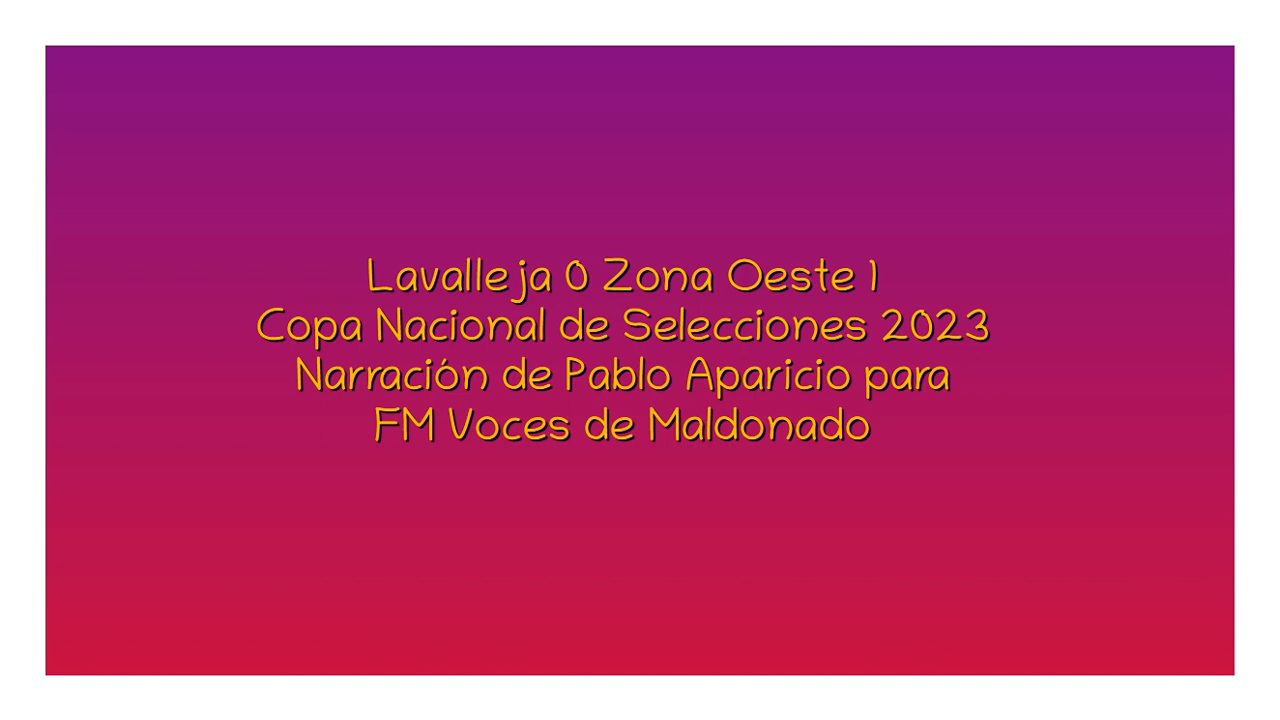 Lavalleja 0 Zona Oeste 1
Copa Nacional de Selecciones 2023
Narración de Pablo Aparicio para
FM Voces de Maldonado